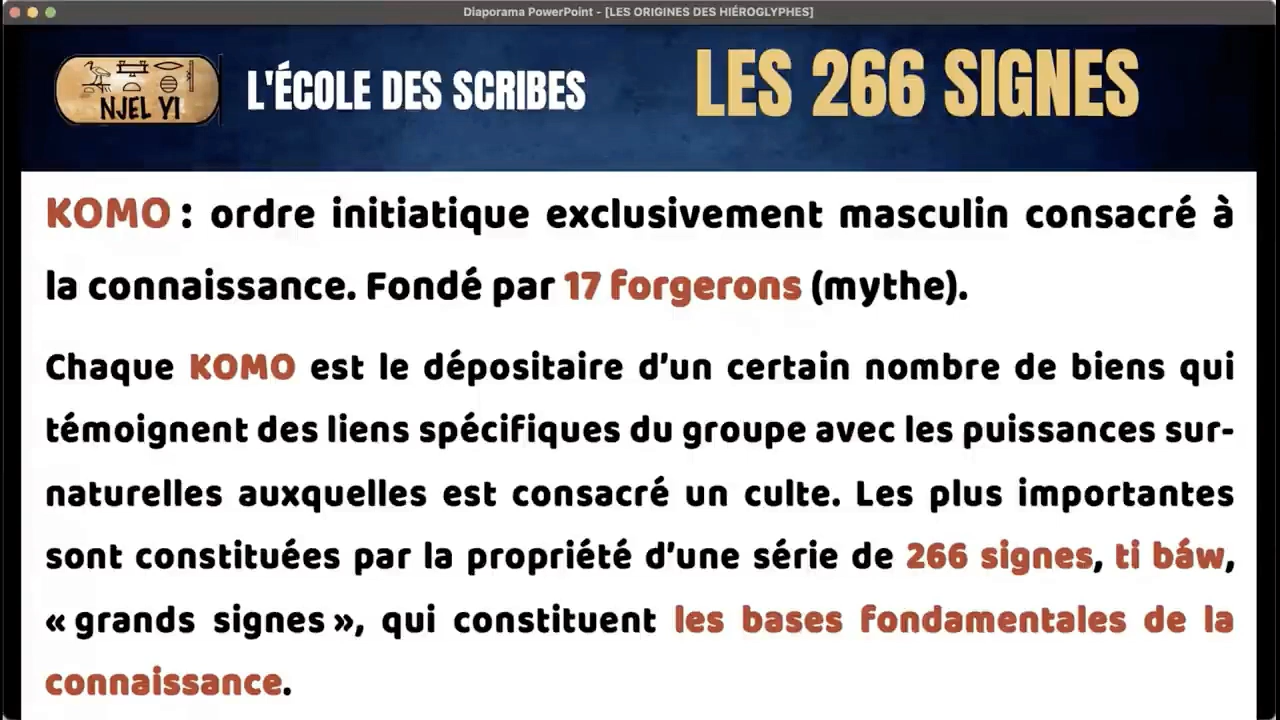 Diaporama PowerPoint - [LES ORIGINES DES HIÉROGLYPHES]
NJEL YI
L'ÉCOLE DES SCRIBES
LES 266 SIGNES
KOMO : ordre initiatique exclusivement masculin consacré à
la connaissance. Fondé par 17 forgerons (mythe).
Chaque KOMO est le dépositaire d’un certain nombre de biens qui
témoignent des liens spécifiques du groupe avec les puissances sur-
naturelles auxquelles est consacré un culte. Les plus importantes
sont constituées par la propriété d’une série de 266 signes, ti báw,
« grands signes », qui constituent les bases fondamentales de la
connaissance.